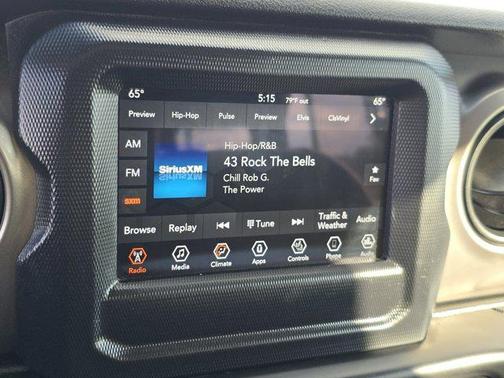 65° 5:15 79°F out 65°
Preview Hip-Hop Pulse Preview Elvis ClsVinyl
AM
FM
sxm
SiriusXM
Hip-Hop/R&B
43 Rock The Bells
Chill Rob G.
The Power
Fav
Browse Replay Tune Traffic & Weather Audio
Radio Media Climate Apps Controls Phone Audio